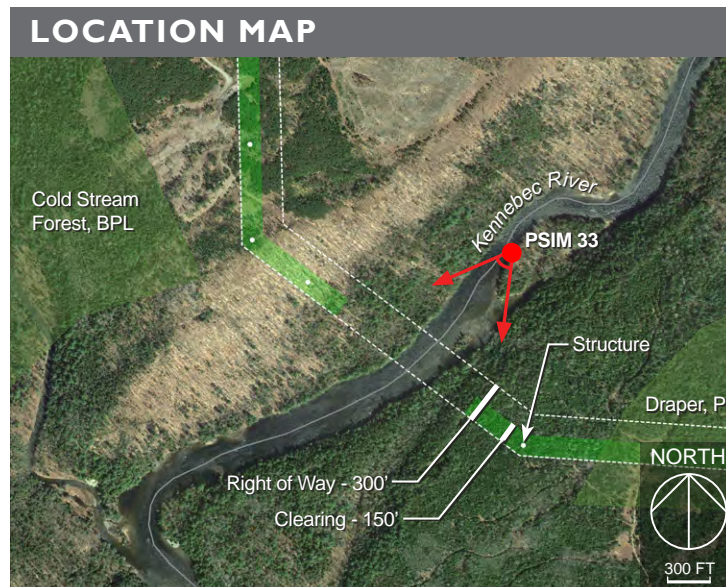 LOCATION MAP
Cold Stream
Forest, BPL
Kennebec River
PSIM 33
Structure
Draper, P
Right of Way - 300'
Clearing - 150'
NORTH
300 FT